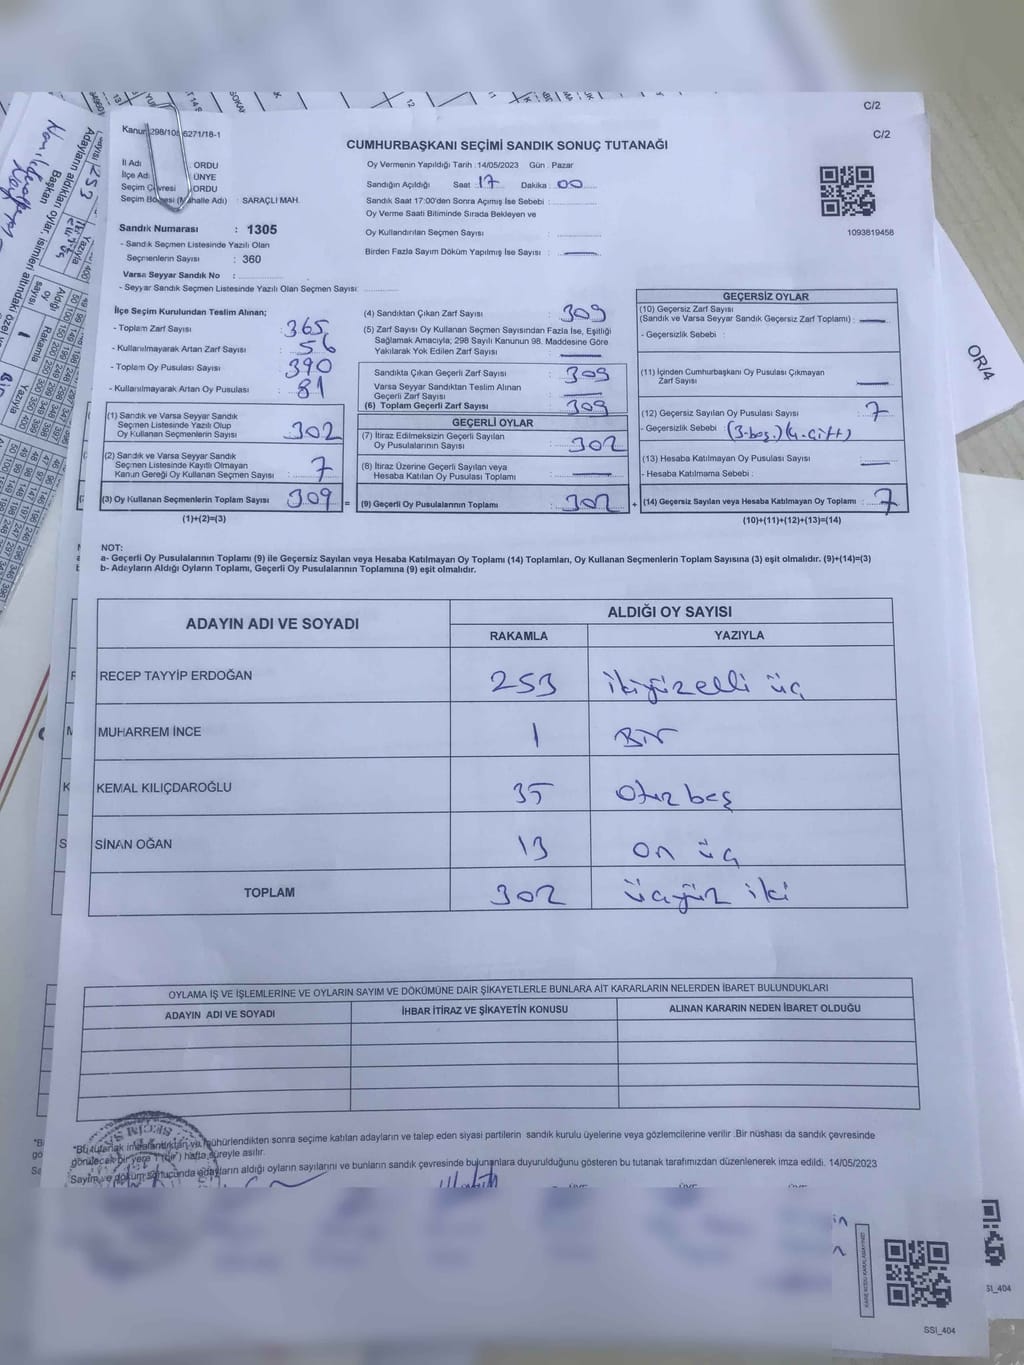 C/2
C/2
Kanun 298/108 6271/18-1
CUMHURBAŞKANI SEÇİMİ SANDIK SONUÇ TUTANAĞI
İl Adı : ORDU
İlçe Adı : ÜNYE
Seçim Çevresi : ORDU
Seçim Bölgesi (Mahalle Adı) : SARAÇLI MAH.
Sandık Numarası : 1305
- Sandık Seçmen Listesinde Yazılı Olan
Seçmenlerin Sayısı : 360
Varsa Seyyar Sandık No :
- Seyyar Sandık Seçmen Listesinde Yazılı Olan Seçmen Sayısı:
Oy Vermenin Yapıldığı Tarih :14/05/2023 Gün : Pazar
Sandığın Açıldığı Saat : 17 Dakika : 00
Sandık Saat 17:00'den Sonra Açımış İse Sebebi :
Oy Verme Saati Bitiminde Sırada Bekleyen ve
Oy Kullandırılan Seçmen Sayısı :
Birden Fazla Sayım Döküm Yapılmış İse Sayısı :
1093819458
İlçe Seçim Kurulundan Teslim Alınan;
- Toplam Zarf Sayısı : 365
- Kullanılmayarak Artan Zarf Sayısı : 56
- Toplam Oy Pusulası Sayısı : 390
- Kullanılmayarak Artan Oy Pusulası : 81
(1) Sandık ve Varsa Seyyar Sandık
Seçmen Listesinde Yazılı Olup
Oy Kullanan Seçmenlerin Sayısı : 302
(2) Sandık ve Varsa Seyyar Sandık
Seçmen Listesinde Kayıtlı Olmayan
Kanun Gereği Oy Kullanan Seçmen Sayısı : 7
(3) Oy Kullanan Seçmenlerin Toplam Sayısı : 309
(1)+(2)=(3)
(4) Sandıktan Çıkan Zarf Sayısı : 309
(5) Zarf Sayısı Oy Kullanan Seçmen Sayısından Fazla İse, Eşitliği
Sağlamak Amacıyla; 298 Sayılı Kanunun 98. Maddesine Göre
Yakılarak Yok Edilen Zarf Sayısı :
Sandıkta Çıkan Geçerli Zarf Sayısı : 309
Varsa Seyyar Sandıktan Teslim Alınan
Geçerli Zarf Sayısı :
(6) Toplam Geçerli Zarf Sayısı : 309
GEÇERLİ OYLAR
(7) İtiraz Edilmeksizin Geçerli Sayılan
Oy Pusulalarının Sayısı : 302
(8) İtiraz Üzerine Geçerli Sayılan veya
Hesaba Katılan Oy Pusulası Toplamı :
= (9) Geçerli Oy Pusulalarının Toplamı : 302
GEÇERSİZ OYLAR
(10) Geçersiz Zarf Sayısı
(Sandık ve Varsa Seyyar Sandık Geçersiz Zarf Toplamı) :
- Geçersizlik Sebebi :
(11) İçinden Cumhurbaşkanı Oy Pusulası Çıkmayan
Zarf Sayısı :
(12) Geçersiz Sayılan Oy Pusulası Sayısı : 7
- Geçersizlik Sebebi : (3-boş.) (4-çift)
(13) Hesaba Katılmayan Oy Pusulası Sayısı :
- Hesaba Katılmama Sebebi :
+ (14) Geçersiz Sayılan veya Hesaba Katılmayan Oy Toplamı : 7
(10)+(11)+(12)+(13)=(14)
NOT:
a- Geçerli Oy Pusulalarının Toplamı (9) ile Geçersiz Sayılan veya Hesaba Katılmayan Oy Toplamı (14) Toplamları, Oy Kullanan Seçmenlerin Toplam Sayısına (3) eşit olmalıdır. (9)+(14)=(3)
b- Adayların Aldığı Oyların Toplamı, Geçerli Oy Pusulalarının Toplamına (9) eşit olmalıdır.
ADAYIN ADI VE SOYADI
ALDIĞI OY SAYISI
RAKAMLA YAZIYLA
RECEP TAYYİP ERDOĞAN 253 ikiyüzelli üç
MUHARREM İNCE 1 Bir
KEMAL KILIÇDAROĞLU 35 Otuz beş
SİNAN OĞAN 13 on üç
TOPLAM 302 üçyüz iki
OYLAMA İŞ VE İŞLEMLERİNE VE OYLARIN SAYIM VE DÖKÜMÜNE DAİR ŞİKAYETLERLE BUNLARA AİT KARARLARIN NELERDEN İBARET BULUNDUKLARI
ADAYIN ADI VE SOYADI İHBAR İTİRAZ VE ŞİKAYETİN KONUSU ALINAN KARARIN NEDEN İBARET OLDUĞU
*Bu tutanak imzalandıktan ve mühürlendikten sonra seçime katılan adayların ve talep eden siyasi partilerin sandık kurulu üyelerine veya gözlemcilerine verilir .Bir nüshası da sandık çevresinde
görülecek bir yere 1 (bir) hafta süreyle asılır.
Sayım ve döküm sonucunda adayların aldığı oyların sayılarını ve bunların sandık çevresinde bulunanlara duyurulduğunu gösteren bu tutanak tarafımızdan düzenlenerek imza edildi. 14/05/2023
OR/4
SSI_404
SI_404